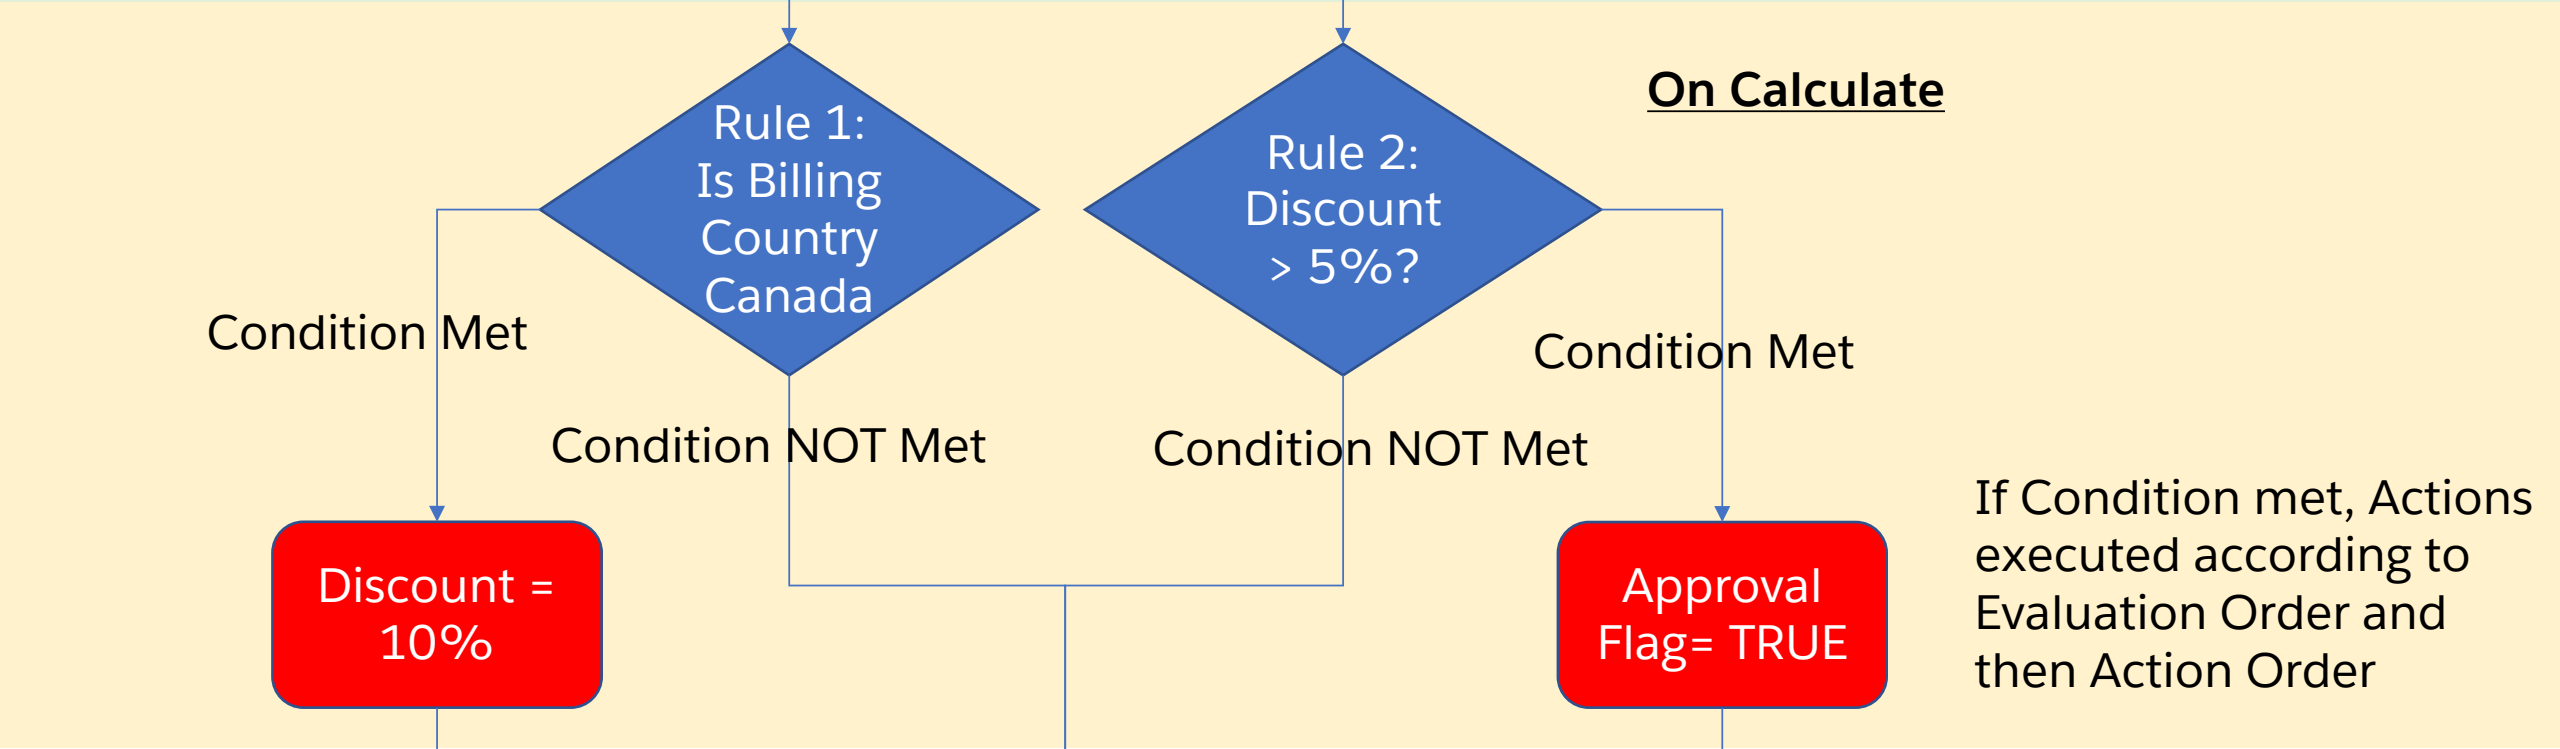 On Calculate
Rule 1:
Is Billing
Country
Canada
Rule 2:
Discount
> 5%?
Condition Met
Condition Met
Condition NOT Met
Condition NOT Met
Discount =
10%
Approval
Flag= TRUE
If Condition met, Actions
executed according to
Evaluation Order and
then Action Order